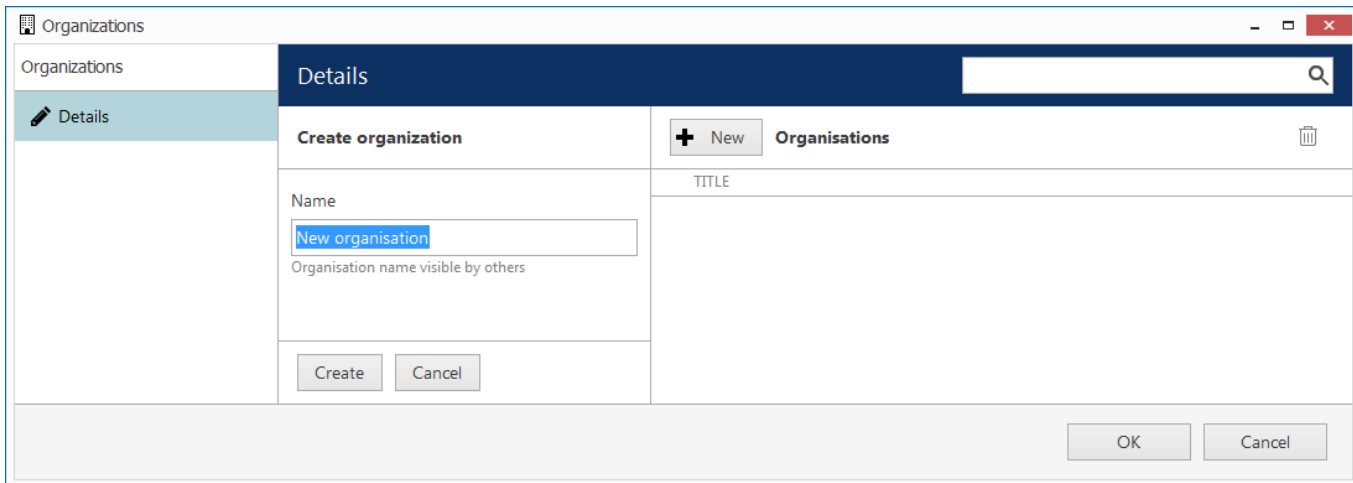 Organizations
Organizations
Details
Details
Create organization
New
Organisations
TITLE
Name
New organisation
Organisation name visible by others
Create
Cancel
OK
Cancel